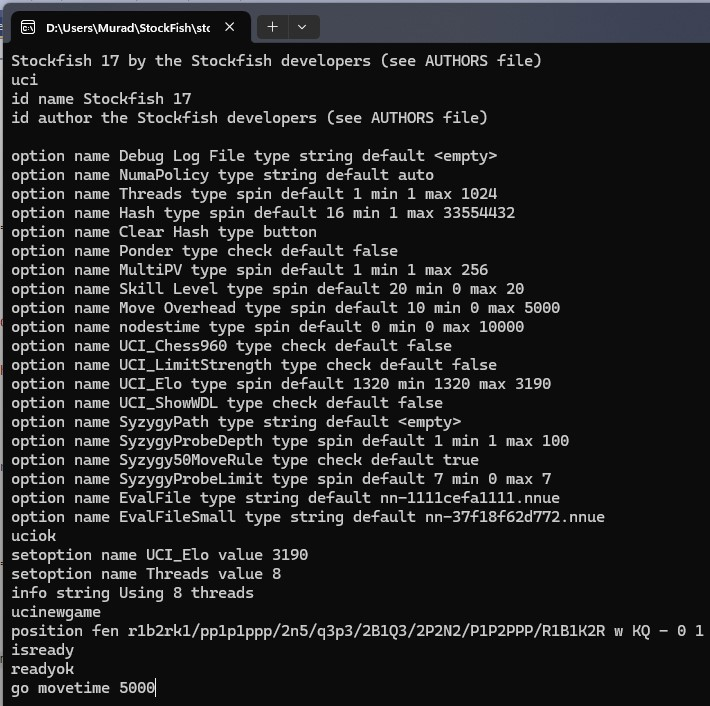 D:\Users\Murad\StockFish\stc
Stockfish 17 by the Stockfish developers (see AUTHORS file)
uci
id name Stockfish 17
id author the Stockfish developers (see AUTHORS file)
option name Debug Log File type string default <empty>
option name NumaPolicy type string default auto
option name Threads type spin default 1 min 1 max 1024
option name Hash type spin default 16 min 1 max 33554432
option name Clear Hash type button
option name Ponder type check default false
option name MultiPV type spin default 1 min 1 max 256
option name Skill Level type spin default 20 min 0 max 20
option name Move Overhead type spin default 10 min 0 max 5000
option name nodestime type spin default 0 min 0 max 10000
option name UCI_Chess960 type check default false
option name UCI_LimitStrength type check default false
option name UCI_Elo type spin default 1320 min 1320 max 3190
option name UCI_ShowWDL type check default false
option name SyzygyPath type string default <empty>
option name SyzygyProbeDepth type spin default 1 min 1 max 100
option name Syzygy50MoveRule type check default true
option name SyzygyProbeLimit type spin default 7 min 0 max 7
option name EvalFile type string default nn-1111cefa1111.nnue
option name EvalFileSmall type string default nn-37f18f62d772.nnue
uciok
setoption name UCI_Elo value 3190
setoption name Threads value 8
info string Using 8 threads
ucinewgame
position fen r1b2rk1/pp1p1ppp/2n5/q3p3/2B1Q3/2P2N2/P1P2PPP/R1B1K2R w KQ - 0 1
isready
readyok
go movetime 5000